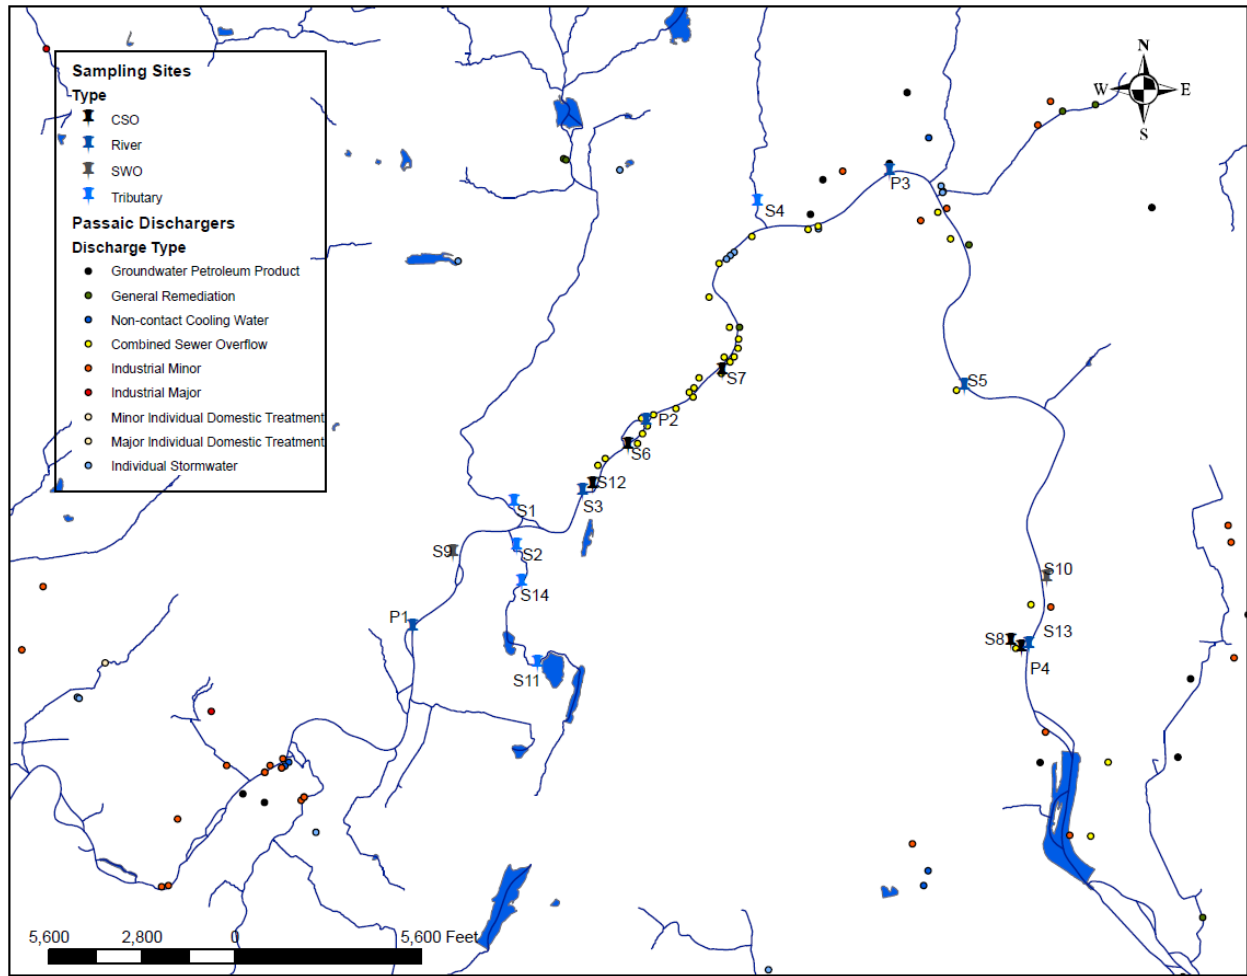 N
W E
S
Sampling Sites
Type
CSO
River
SWO
Tributary
Passaic Dischargers
Discharge Type
Groundwater Petroleum Product
General Remediation
Non-contact Cooling Water
Combined Sewer Overflow
Industrial Minor
Industrial Major
Minor Individual Domestic Treatment
Major Individual Domestic Treatment
Individual Stormwater
P3
S4
S7
S5
P2
S6
S12
S3
S1
S9
S2
S10
S14
P1
S8
S13
P4
S11
5,600 2,800 0 5,600 Feet